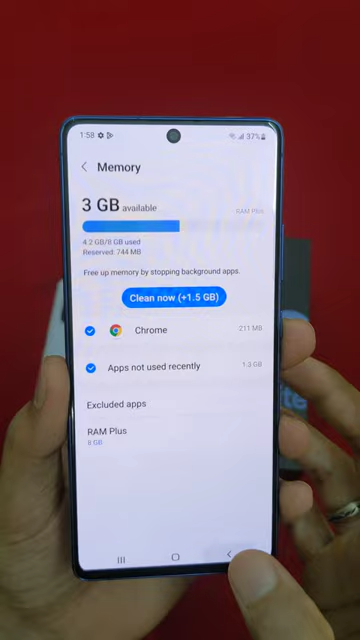 1:58
37%
Memory
3 GB available
RAM Plus
4.2 GB/8 GB used
Reserved: 744 MB
Free up memory by stopping background apps.
Clean now (+1.5 GB)
Chrome 211 MB
Apps not used recently 1.3 GB
Excluded apps
RAM Plus
8 GB